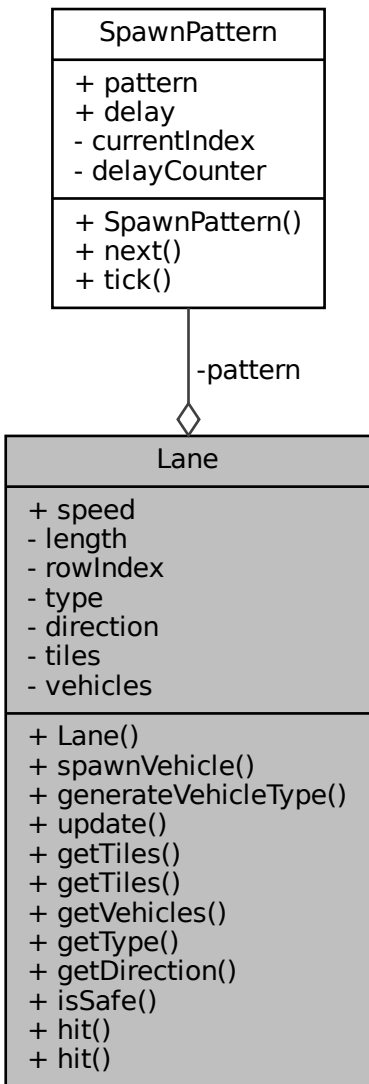 SpawnPattern
+ pattern
+ delay
- currentIndex
- delayCounter
+ SpawnPattern()
+ next()
+ tick()
-pattern
Lane
+ speed
- length
- rowIndex
- type
- direction
- tiles
- vehicles
+ Lane()
+ spawnVehicle()
+ generateVehicleType()
+ update()
+ getTiles()
+ getTiles()
+ getVehicles()
+ getType()
+ getDirection()
+ isSafe()
+ hit()
+ hit()